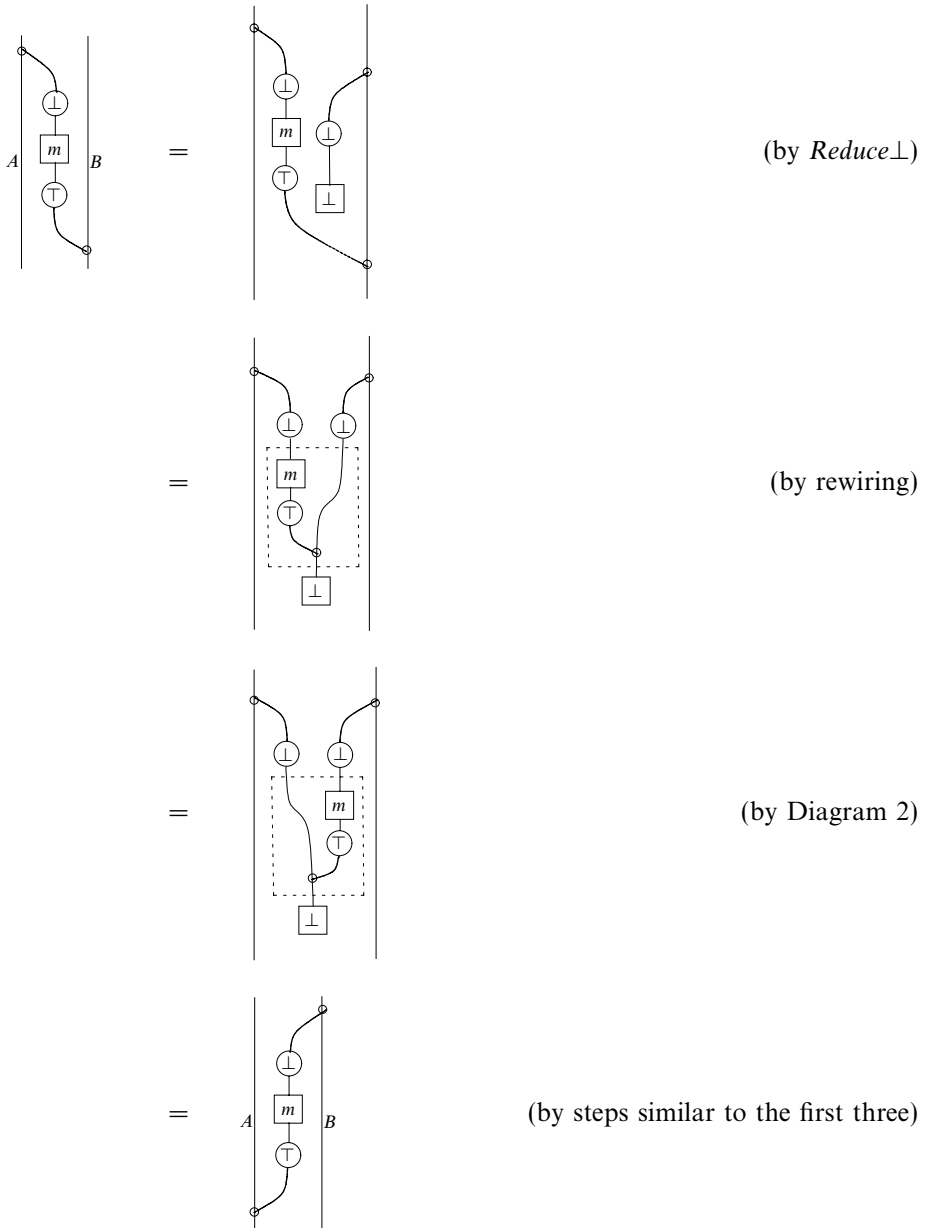 ⊥
m
⊤
A
B
=
⊥
m
⊤
⊥
⊥
(by Reduce⊥)
=
⊥
⊥
m
⊤
⊥
(by rewiring)
=
⊥
⊥
m
⊤
⊥
(by Diagram 2)
=
⊥
A
m
B
⊤
(by steps similar to the first three)